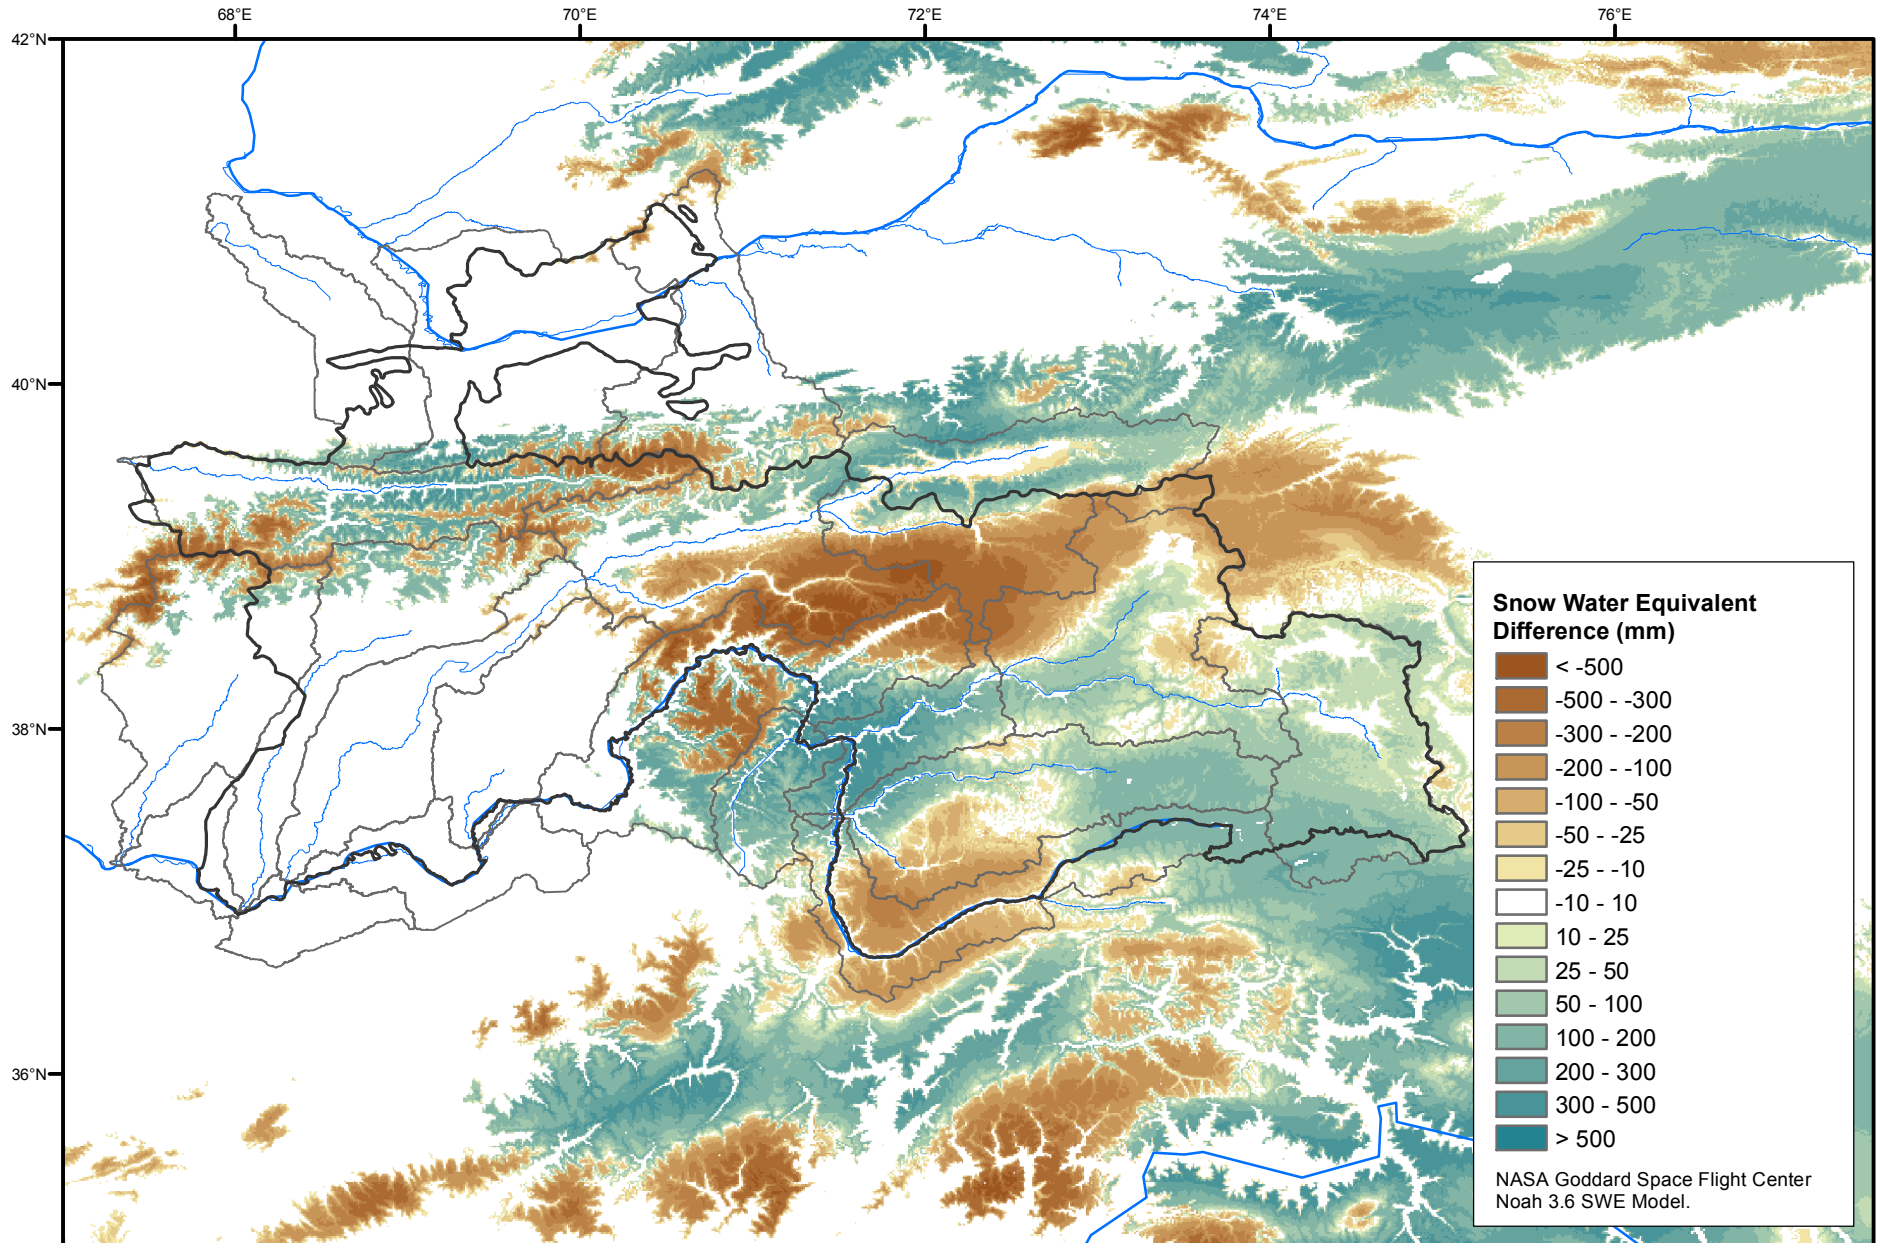 68°E 70°E 72°E 74°E 76°E
42°N
40°N
38°N
36°N
Snow Water Equivalent
Difference (mm)
< -500
-500 - -300
-300 - -200
-200 - -100
-100 - -50
-50 - -25
-25 - -10
-10 - 10
10 - 25
25 - 50
50 - 100
100 - 200
200 - 300
300 - 500
> 500
NASA Goddard Space Flight Center
Noah 3.6 SWE Model.